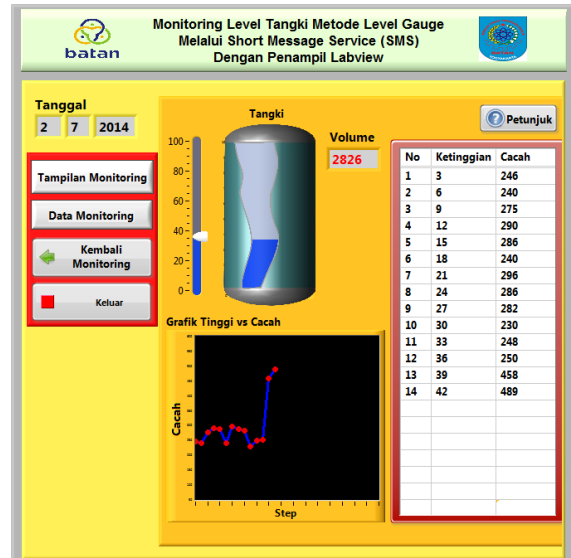 batan
Monitoring Level Tangki Metode Level Gauge
Melalui Short Message Service (SMS)
Dengan Penampil Labview
Tanggal
2 7 2014
Tampilan Monitoring
Data Monitoring
Kembali
Monitoring
Keluar
Tangki
100-
80-
60-
40-
20-
0-
Volume
2826
Petunjuk
Grafik Tinggi vs Cacah
Cacah
Step
No Ketinggian Cacah
1 3 246
2 6 240
3 9 275
4 12 290
5 15 286
6 18 240
7 21 296
8 24 286
9 27 282
10 30 230
11 33 248
12 36 250
13 39 458
14 42 489